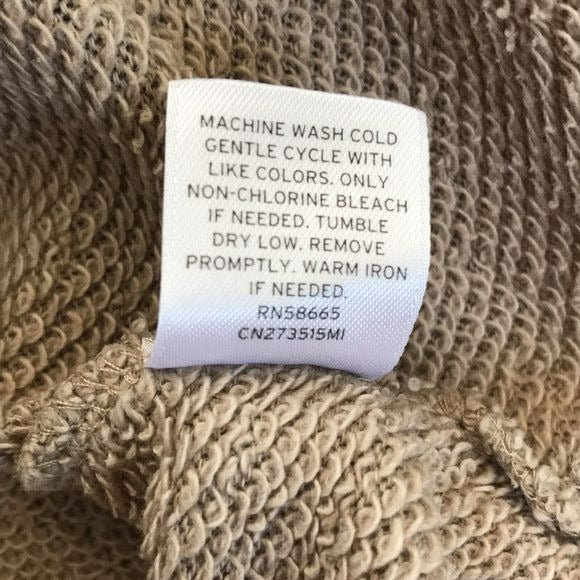 MACHINE WASH COLD
GENTLE CYCLE WITH
LIKE COLORS. ONLY
NON-CHLORINE BLEACH
IF NEEDED. TUMBLE
DRY LOW. REMOVE
PROMPTLY. WARM IRON
IF NEEDED.
RN58665
CN273515MI